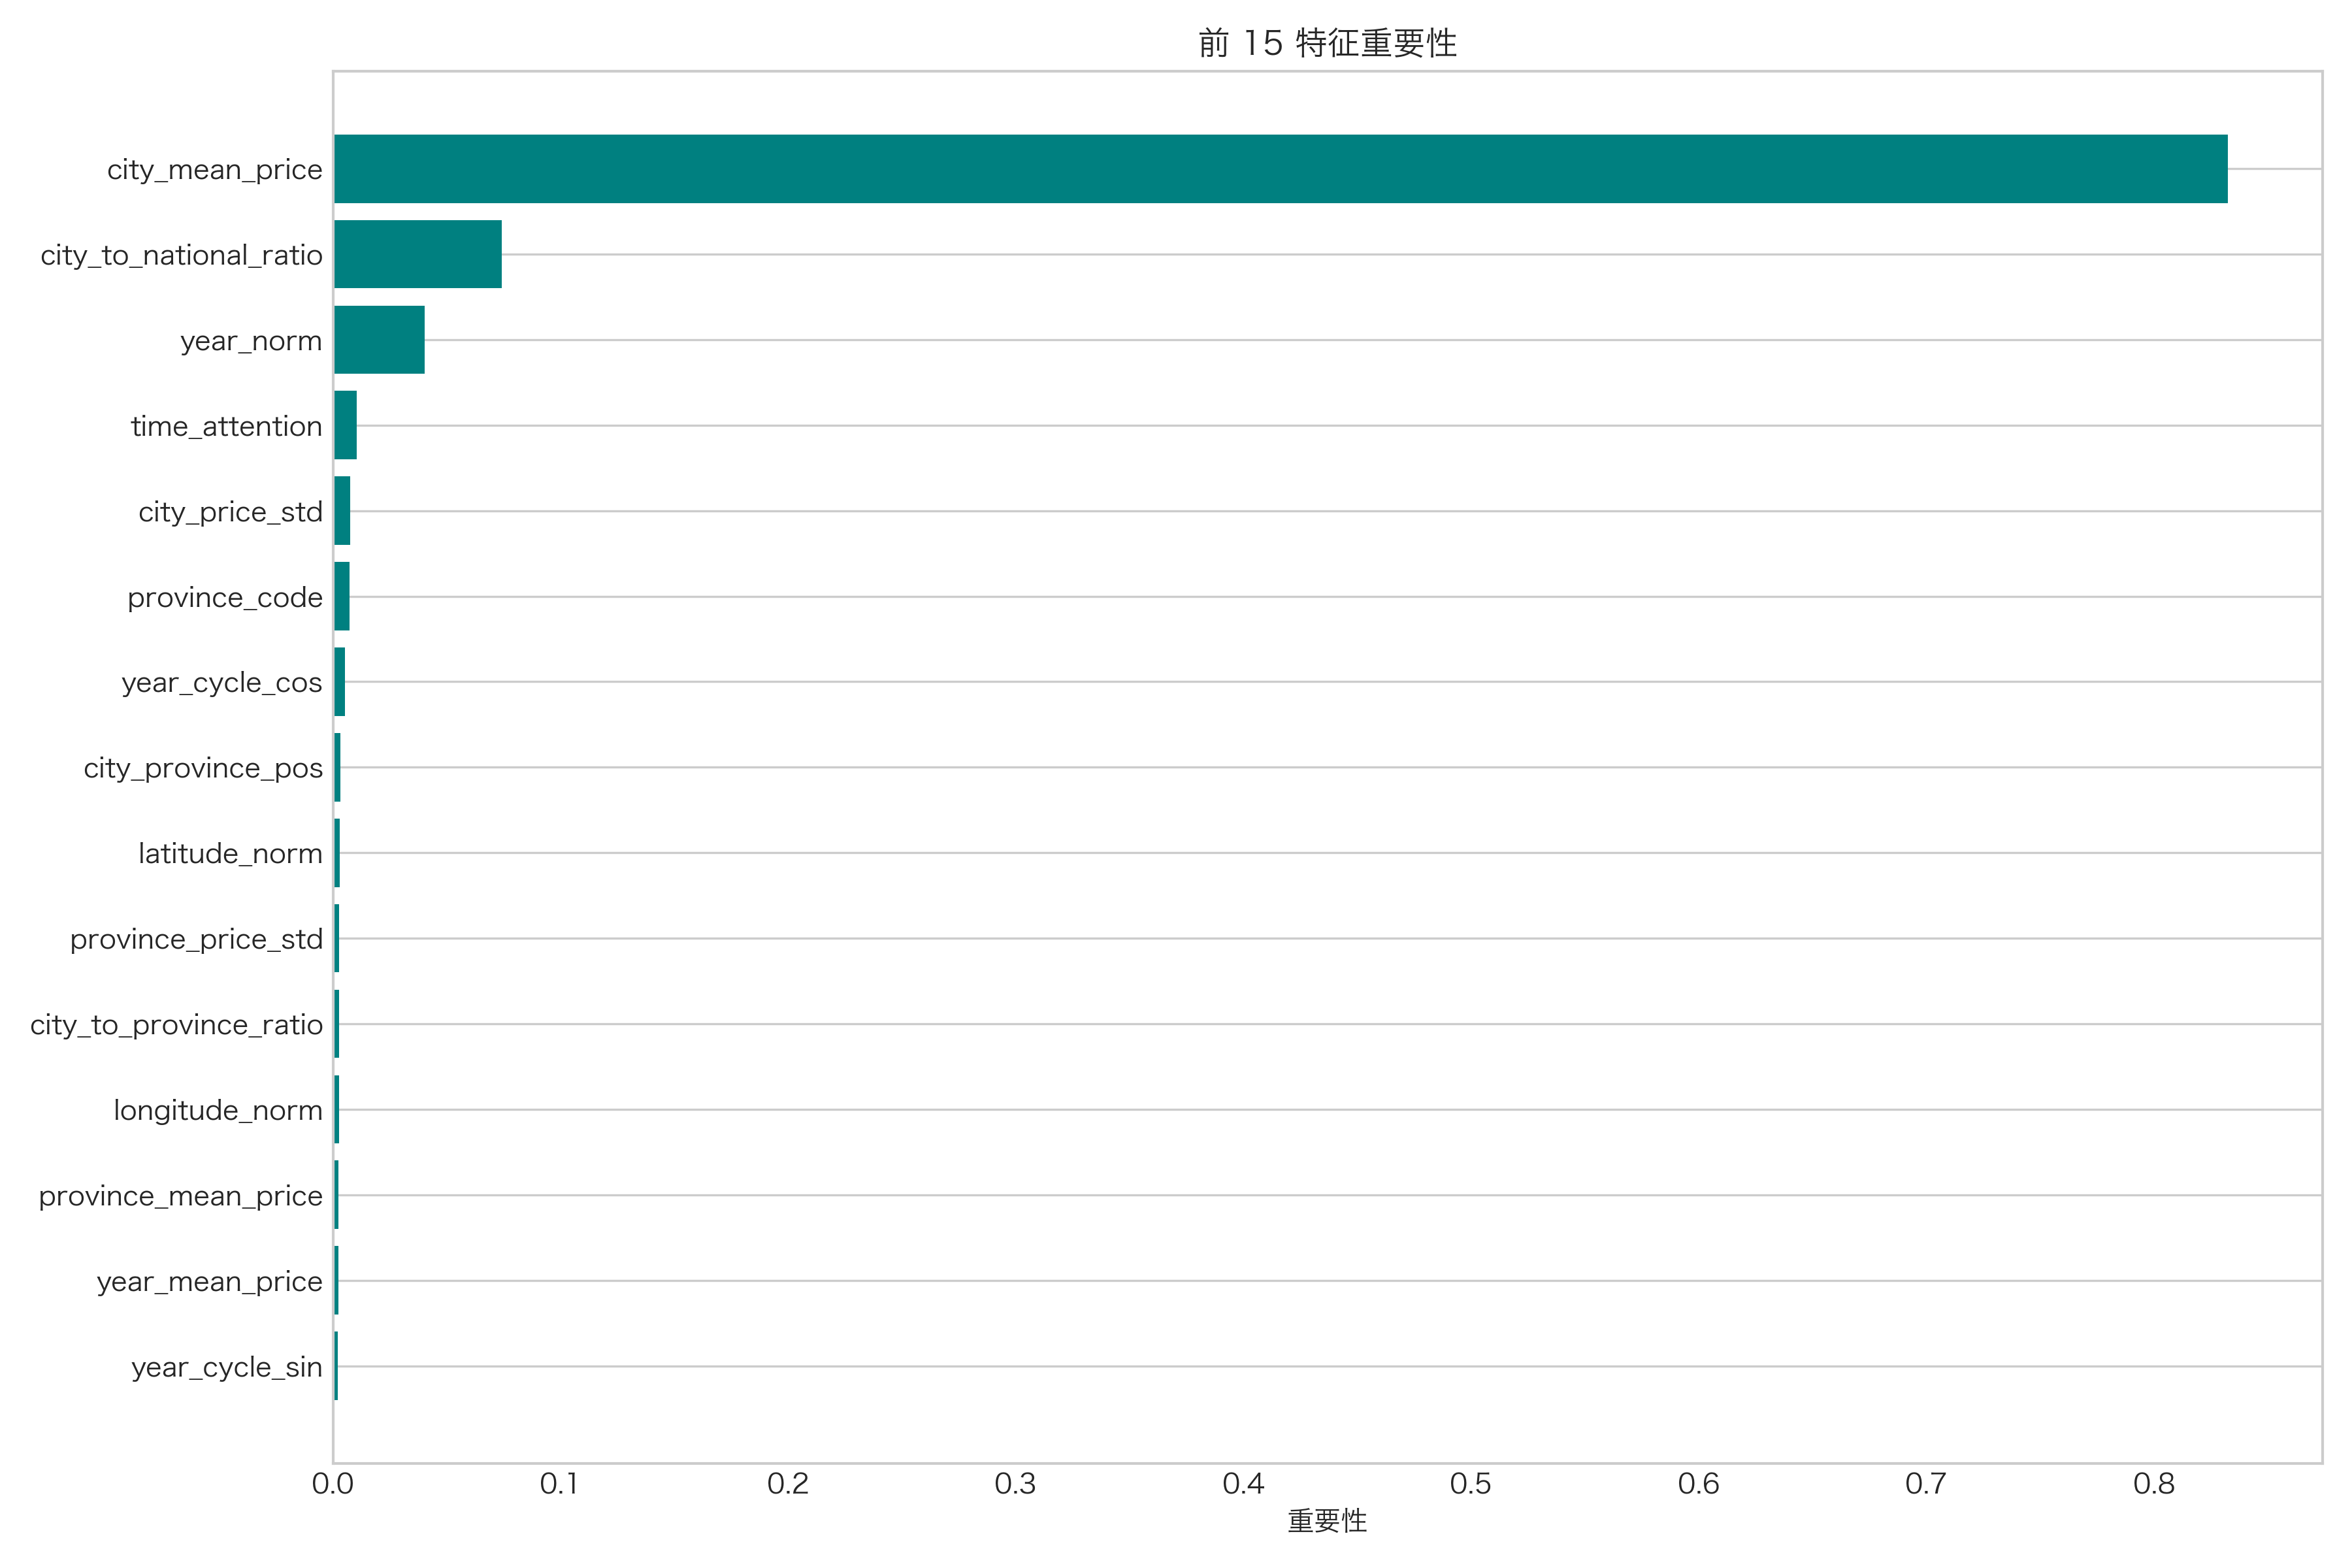 前 15 特征重要性
city_mean_price
city_to_national_ratio
year_norm
time_attention
city_price_std
province_code
year_cycle_cos
city_province_pos
latitude_norm
province_price_std
city_to_province_ratio
longitude_norm
province_mean_price
year_mean_price
year_cycle_sin
0.0 0.1 0.2 0.3 0.4 0.5 0.6 0.7 0.8
重要性